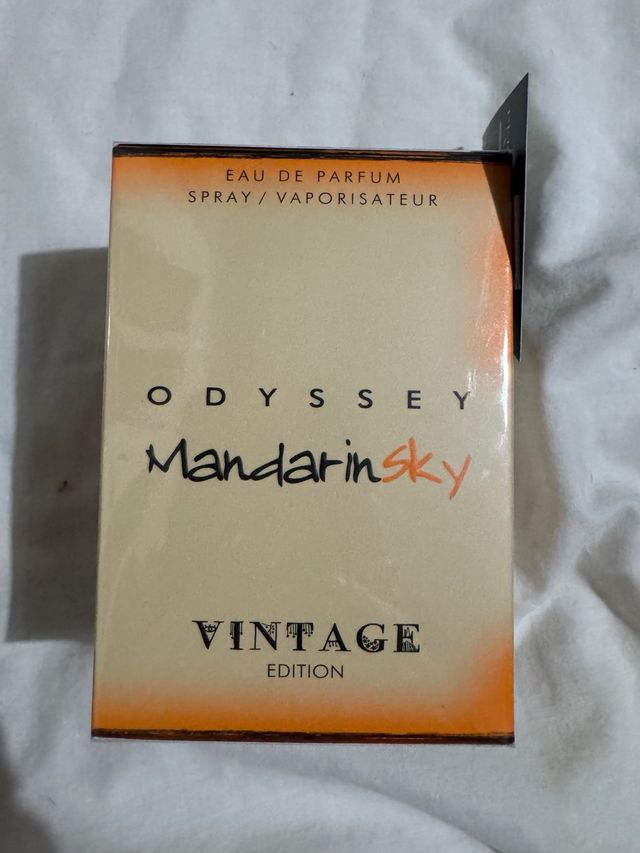 EAU DE PARFUM
SPRAY / VAPORISATEUR
ODYSSEY
Mandarinsky
VINTAGE
EDITION